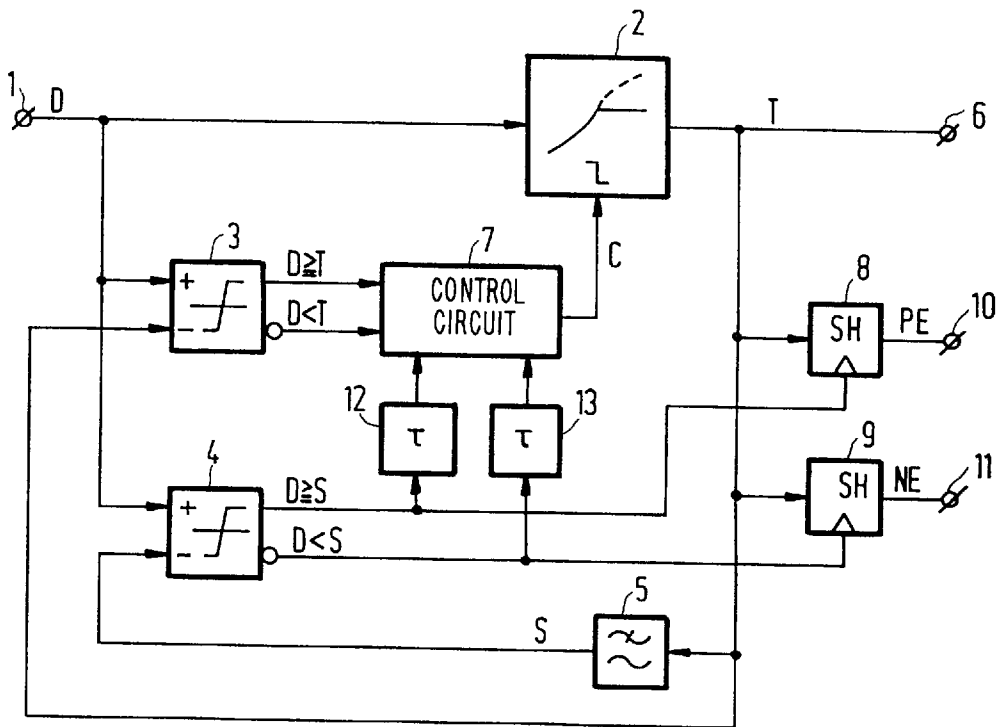 2
1 D
T 6
3
D≧T
7
C
8
+
CONTROL
CIRCUIT
SH
PE
10
−
D<T
12
τ
13
τ
4
9
+
D≧S
SH
NE
11
−
D<S
5
S